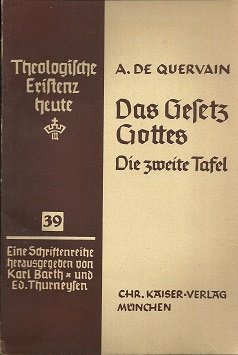 Theologische
Existenz
heute
39
Eine Schriftenreihe
herausgegeben von
Karl Barth × und
Ed. Thurneysen
A. DE QUERVAIN
Das Gesetz
Gottes
Die zweite Tafel
CHR. KAISER-VERLAG
MÜNCHEN